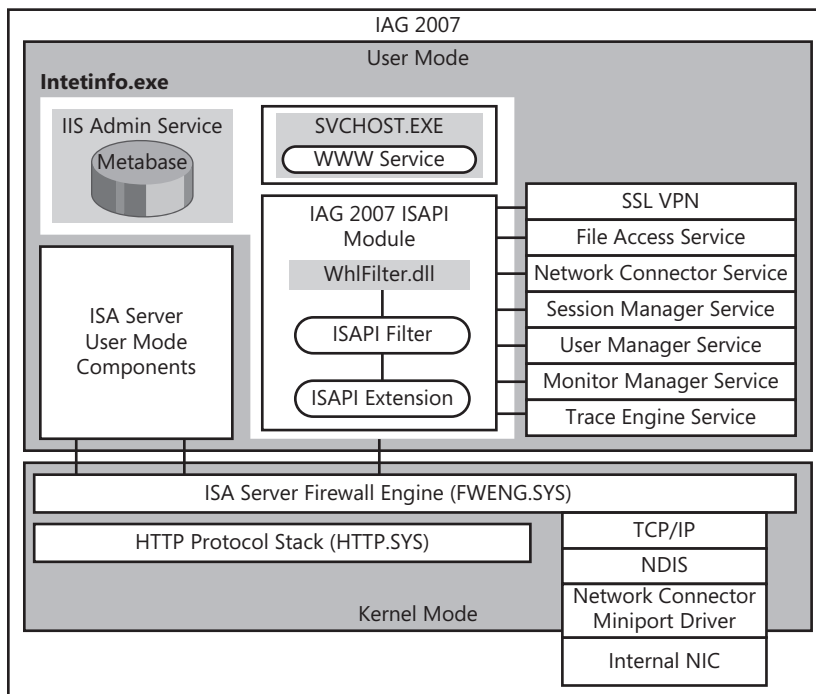 IAG 2007
User Mode
Intetinfo.exe
IIS Admin Service
Metabase
SVCHOST.EXE
WWW Service
IAG 2007 ISAPI
Module
WhlFilter.dll
ISAPI Filter
ISAPI Extension
ISA Server
User Mode
Components
SSL VPN
File Access Service
Network Connector Service
Session Manager Service
User Manager Service
Monitor Manager Service
Trace Engine Service
ISA Server Firewall Engine (FWENG.SYS)
HTTP Protocol Stack (HTTP.SYS)
TCP/IP
NDIS
Network Connector
Miniport Driver
Kernel Mode
Internal NIC